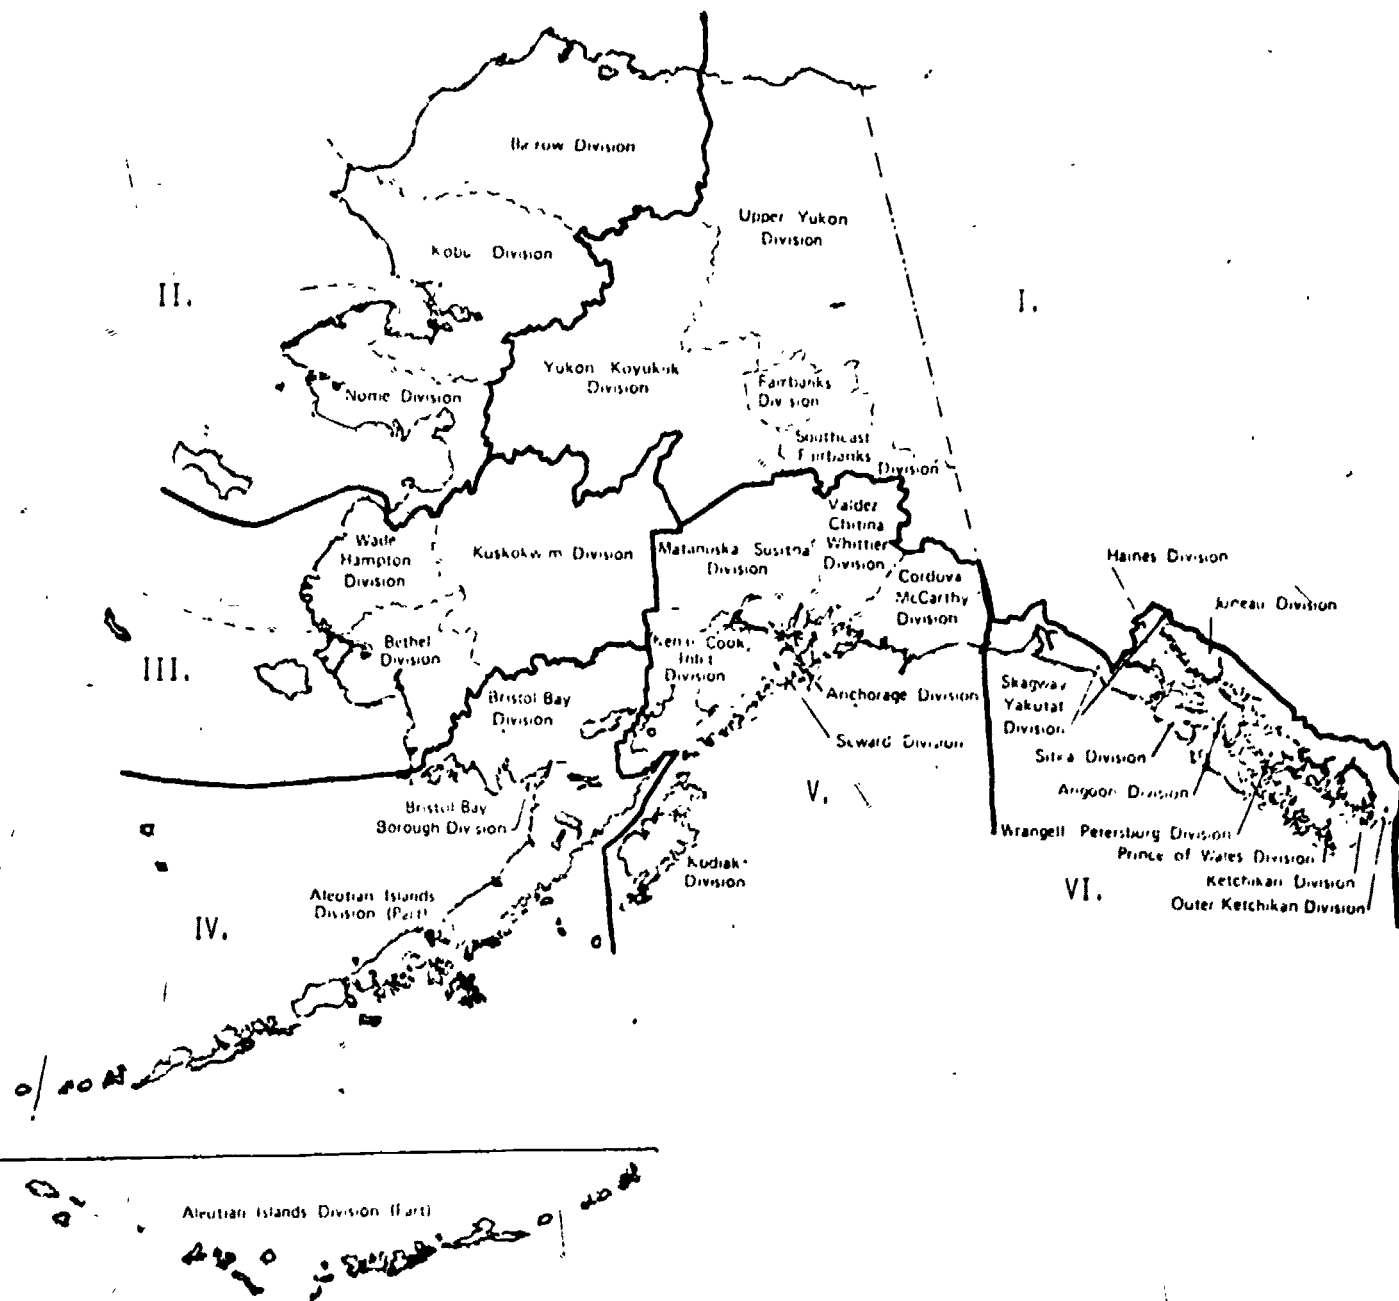 Barrow Division
Upper Yukon
Division
Kobuk Division
II.
I.
Yukon Koyukuk
Division
Fairbanks
Division
Nome Division
Southeast
Fairbanks
Division
Valdez
Chitina
Whittier
Division
Wade
Hampton
Division
Kuskokwim Division
Matanuska Susitna
Division
Haines Division
Corduva
McCarthy
Division
Juneau Division
Bethel
Division
Kenai Cook
Inlet
Division
III.
Skagway
Yakutat
Division
Bristol Bay
Division
Anchorage Division
Seward Division
Sitka Division
V.
Angoon Division
Bristol Bay
Borough Division
Wrangell Petersburg Division
Prince of Wales Division
Kodiak
Division
Ketchikan Division
VI.
Aleutian Islands
Division (Part)
Outer Ketchikan Division
IV.
Aleutian Islands Division (Part)